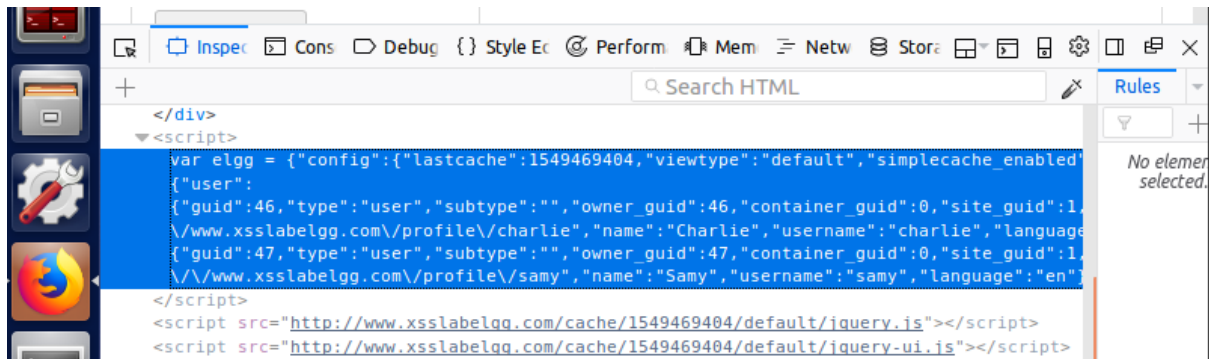 Inspec Cons Debug {} Style Ec Perform Mem Netw Stora
+ Search HTML Rules
</div>
<script>
var elgg = {"config":{"lastcache":1549469404,"viewtype":"default","simplecache_enabled"
{"user":
{"guid":46,"type":"user","subtype":"","owner_guid":46,"container_guid":0,"site_guid":1,
\/www.xsslabelgg.com\/profile\/charlie","name":"Charlie","username":"charlie","language
{"guid":47,"type":"user","subtype":"","owner_guid":47,"container_guid":0,"site_guid":1,
\/\/www.xsslabelgg.com\/profile\/samy","name":"Samy","username":"samy","language":"en"}
</script>
<script src="http://www.xsslabelgg.com/cache/1549469404/default/jquery.js"></script>
<script src="http://www.xsslabelgg.com/cache/1549469404/default/jquery-ui.js"></script>
No elemen
selected.